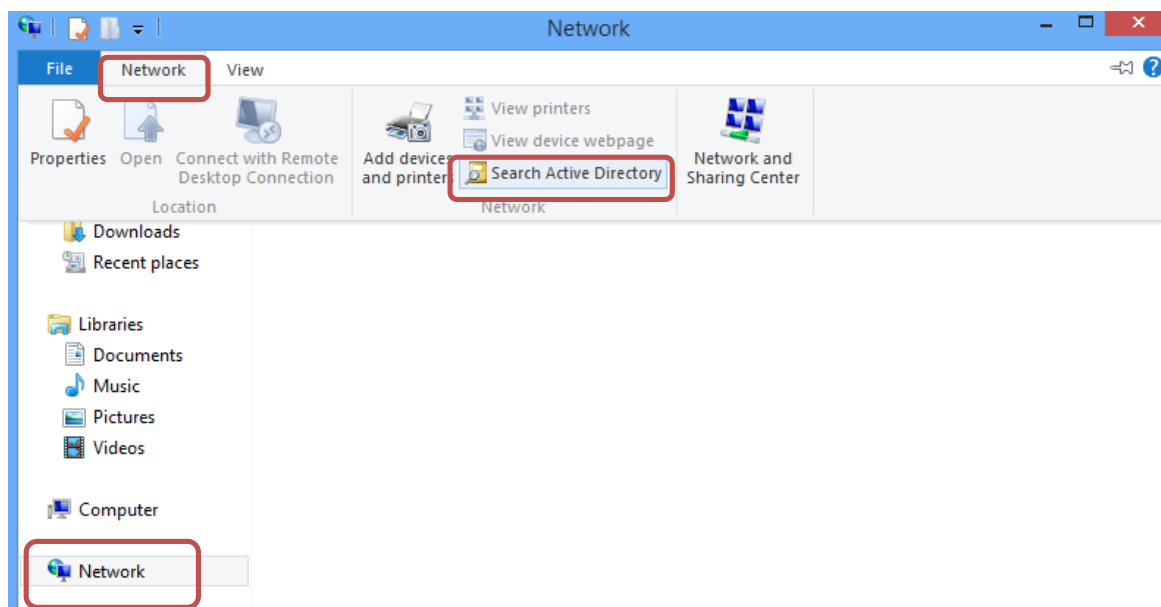 Network
File Network View
Properties
Open
Connect with Remote
Desktop Connection
Location
Add devices
and printers
View printers
View device webpage
Search Active Directory
Network
Network and
Sharing Center
Downloads
Recent places
Libraries
Documents
Music
Pictures
Videos
Computer
Network